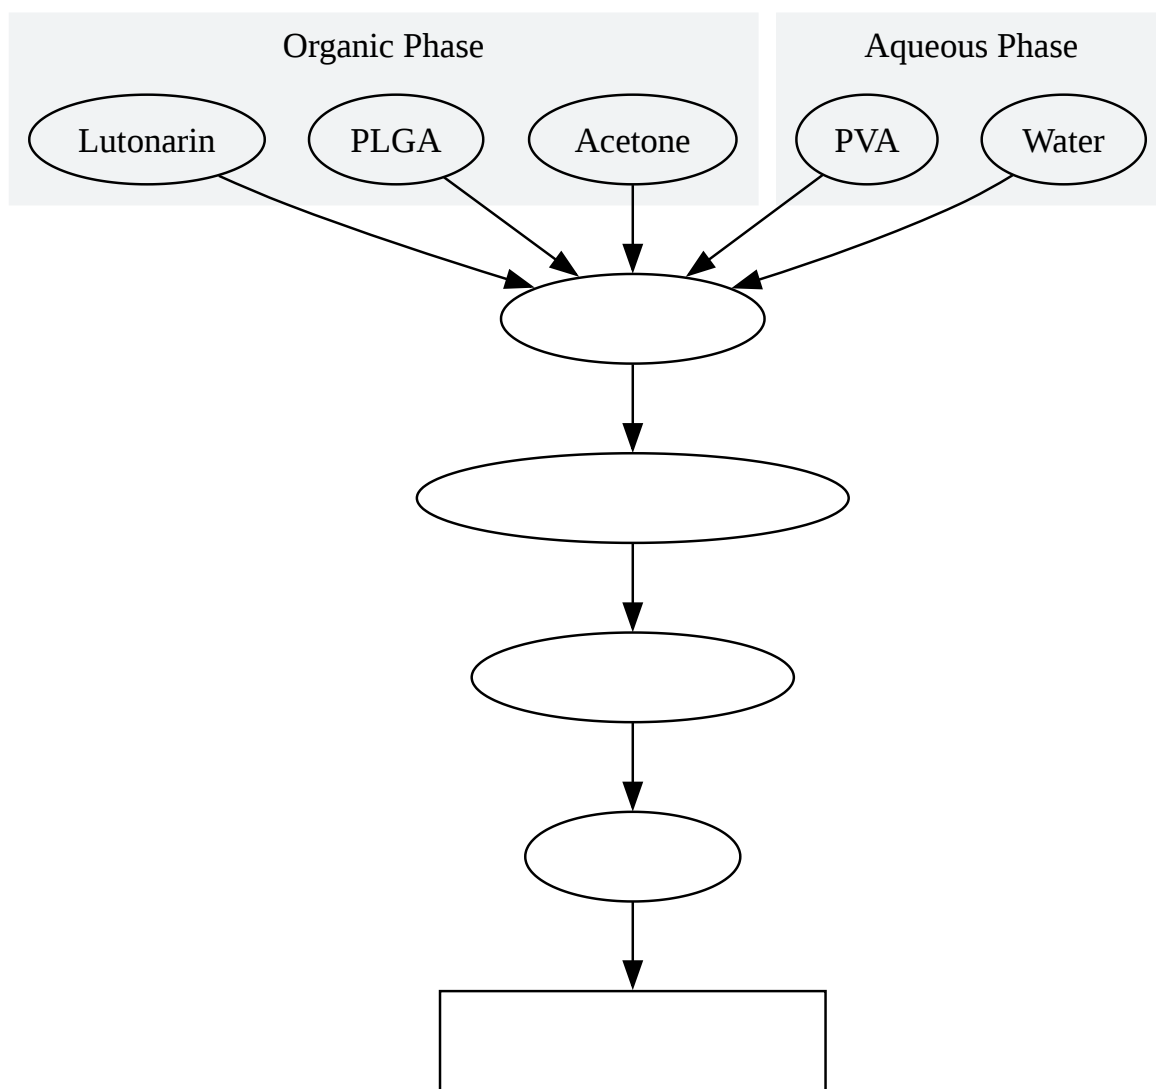 Organic Phase
Aqueous Phase
Lutonarin
PLGA
Acetone
PVA
Water